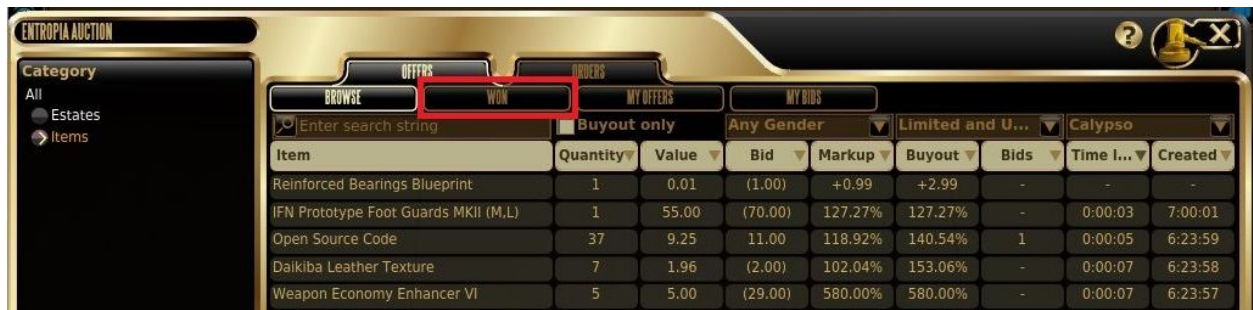 ENTROPIA AUCTION
?
Category
All
Estates
Items
OFFERS ORDERS
BROWSE WON MY OFFERS MY BIDS
Enter search string Buyout only Any Gender Limited and U... Calypso
Item Quantity Value Bid Markup Buyout Bids Time l... Created
Reinforced Bearings Blueprint 1 0.01 (1.00) +0.99 +2.99 - - -
IFN Prototype Foot Guards MKII (M,L) 1 55.00 (70.00) 127.27% 127.27% - 0:00:03 7:00:01
Open Source Code 37 9.25 11.00 118.92% 140.54% 1 0:00:05 6:23:59
Daikiba Leather Texture 7 1.96 (2.00) 102.04% 153.06% - 0:00:07 6:23:58
Weapon Economy Enhancer VI 5 5.00 (29.00) 580.00% 580.00% - 0:00:07 6:23:57